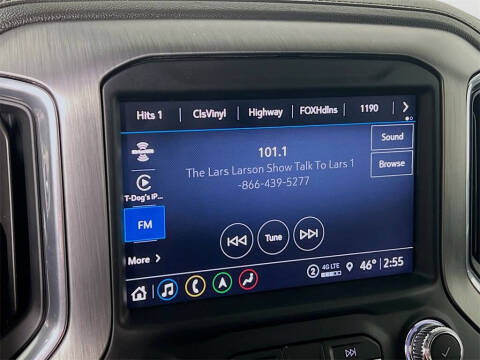 Hits 1 ClsVinyl Highway FOXHdlns 1190
Sound
101.1
The Lars Larson Show Talk To Lars 1
-866-439-5277
Browse
T-Dog's IP...
FM
Tune
More
2 4G LTE 46° 2:55